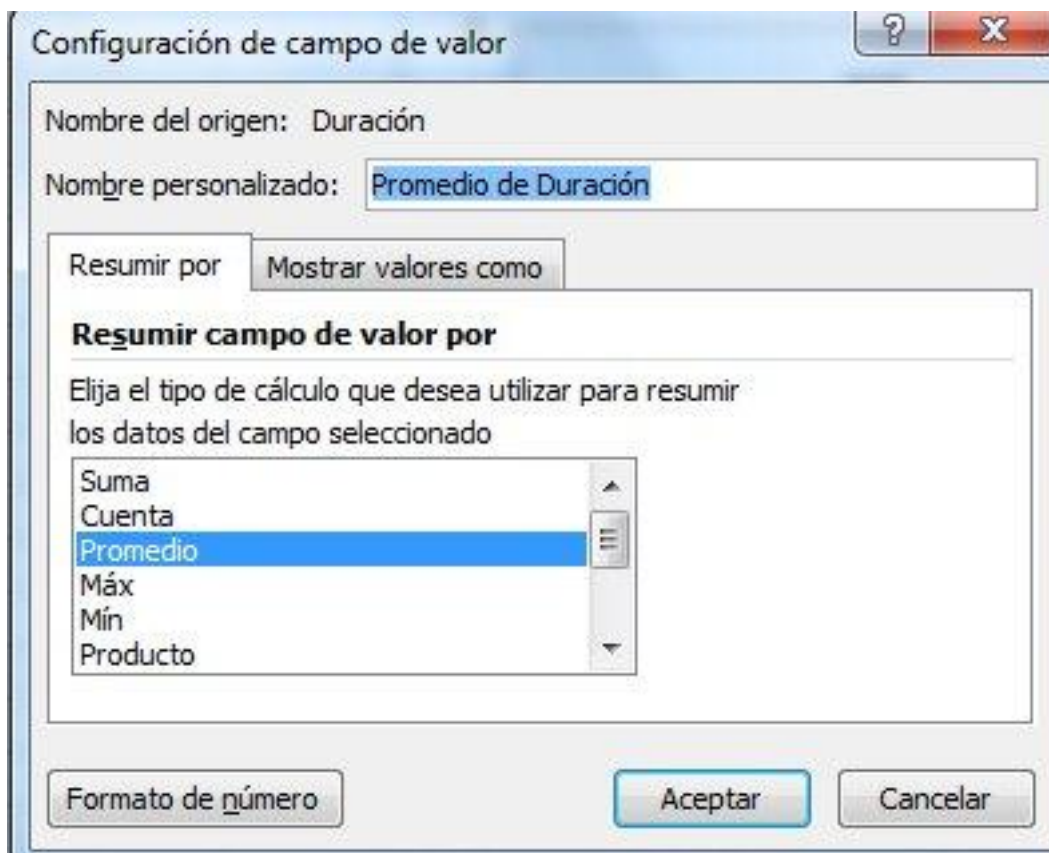 Configuración de campo de valor
?
X
Nombre del origen: Duración
Nombre personalizado: Promedio de Duración
Resumir por
Mostrar valores como
Resumir campo de valor por
Elija el tipo de cálculo que desea utilizar para resumir
los datos del campo seleccionado
Suma
Cuenta
Promedio
Máx
Mín
Producto
Formato de número
Aceptar
Cancelar